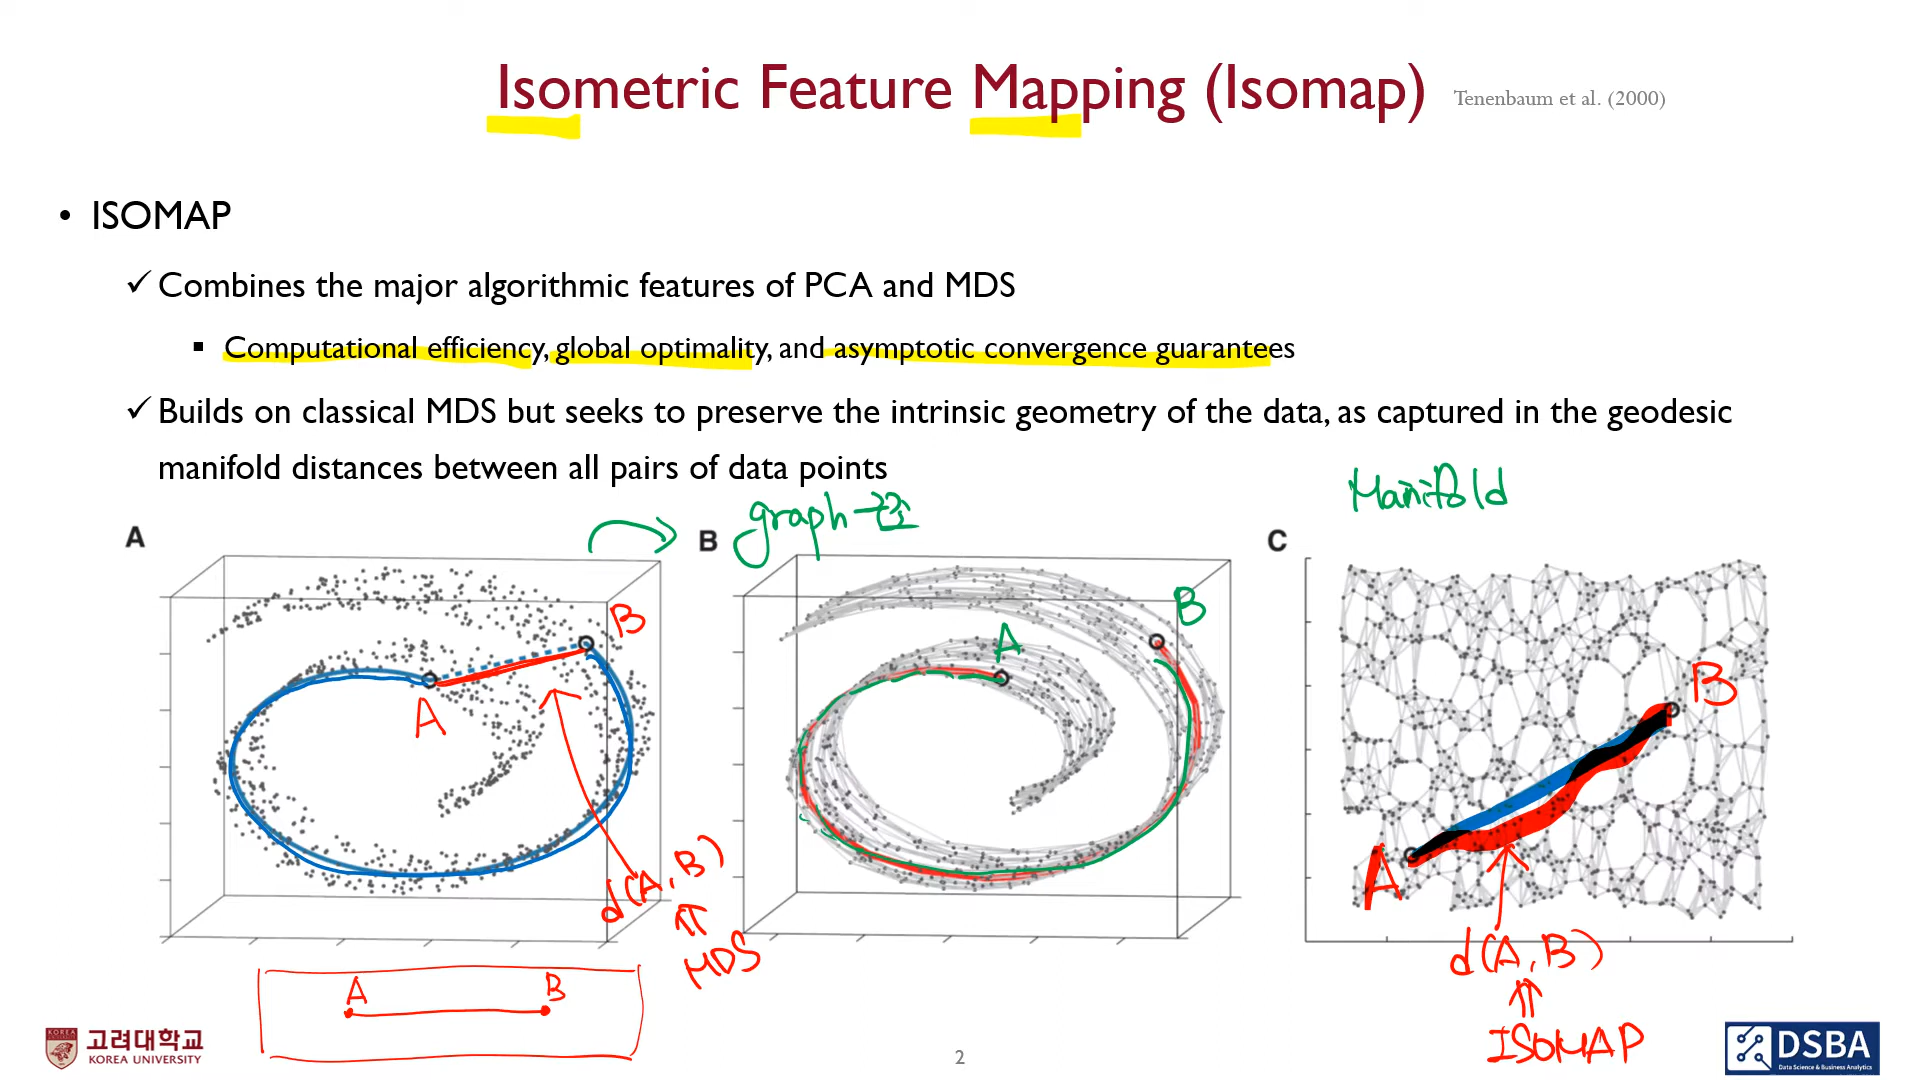 Isometric Feature Mapping (Isomap) Tenenbaum et al. (2000)
• ISOMAP
✓ Combines the major algorithmic features of PCA and MDS
▪ Computational efficiency, global optimality, and asymptotic convergence guarantees
✓ Builds on classical MDS but seeks to preserve the intrinsic geometry of the data, as captured in the geodesic
manifold distances between all pairs of data points
Manifold
graph
A
B
C
B
A
B
A
B
A
d(A,B)
MDS
A B
d(A,B)
ISOMAP
KOREA
고려대학교
KOREA UNIVERSITY
2
DSBA
Data Science & Business Analytics